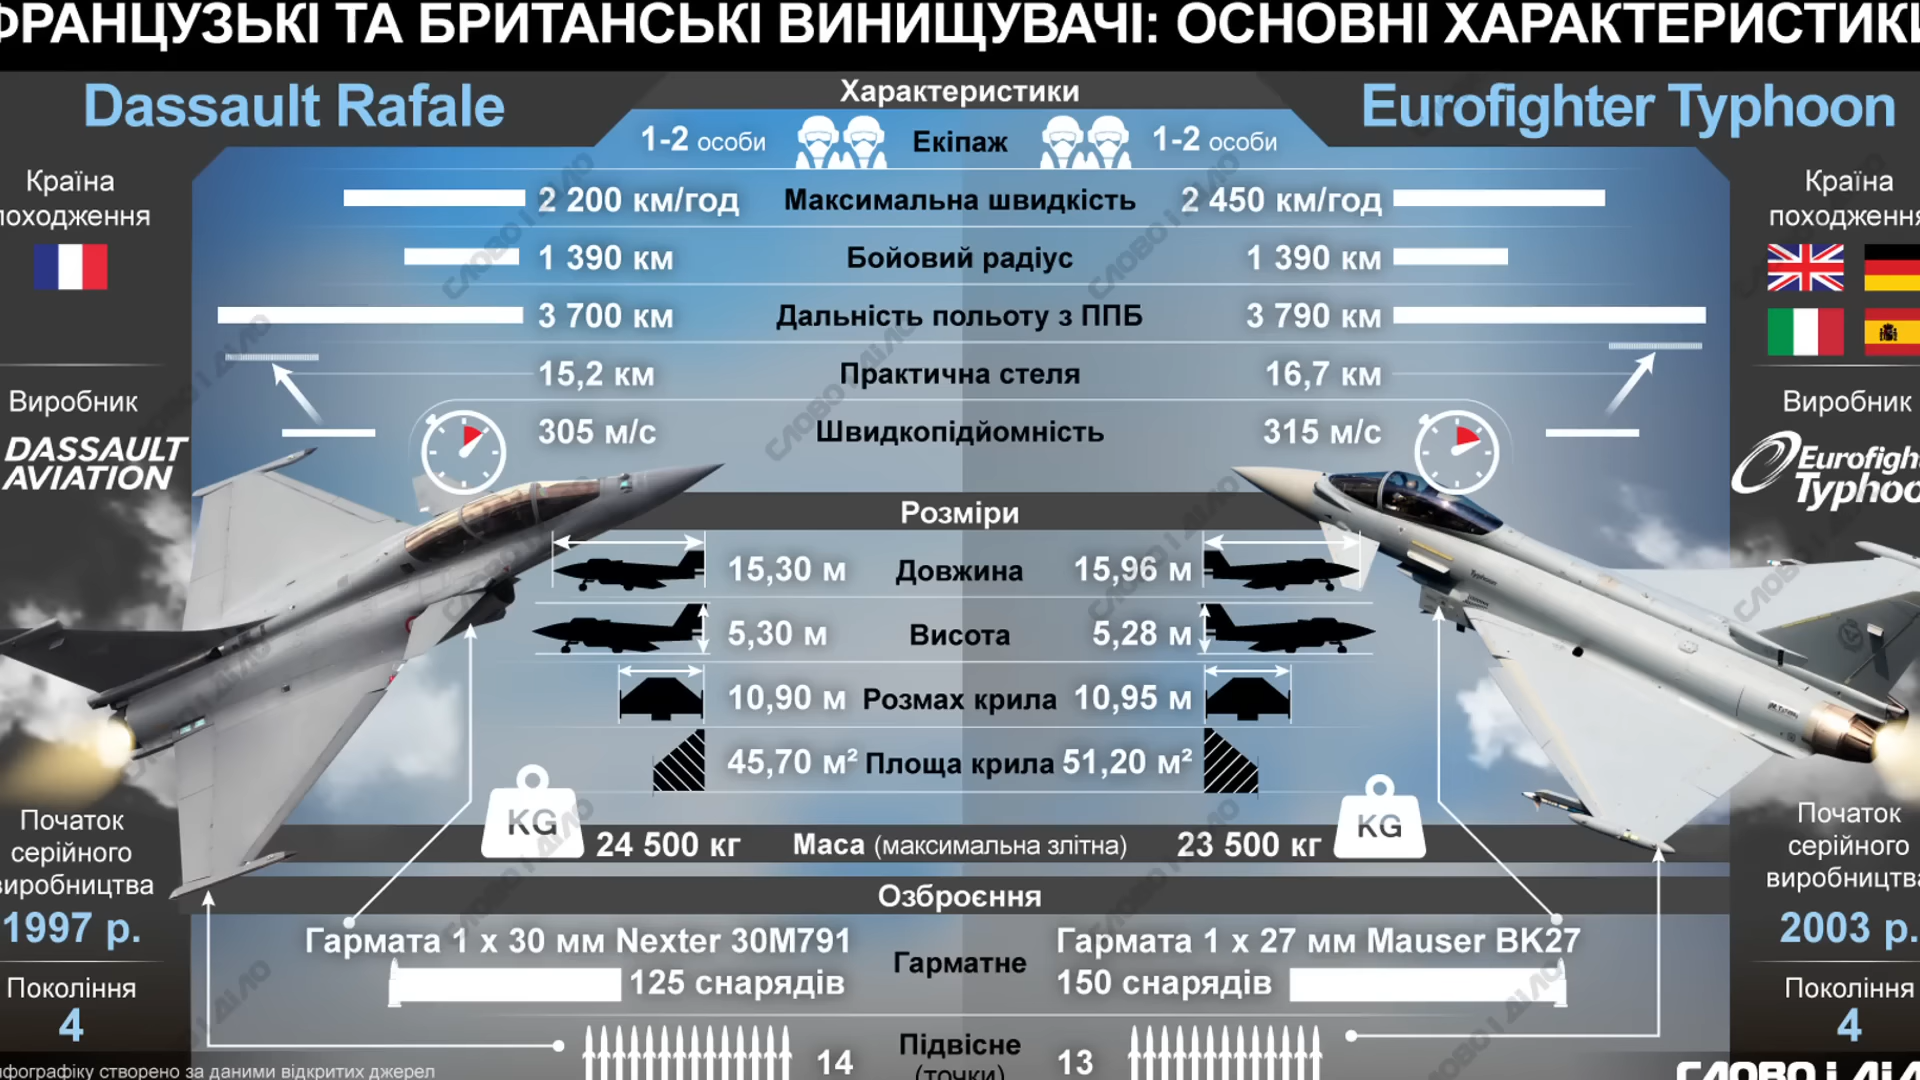 ФРАНЦУЗЬКІ ТА БРИТАНСЬКІ ВИНИЩУВАЧІ: ОСНОВНІ ХАРАКТЕРИСТИКИ
Dassault Rafale
Характеристики
Eurofighter Typhoon
1-2 особи Екіпаж 1-2 особи
2 200 км/год Максимальна швидкість 2 450 км/год
1 390 км Бойовий радіус 1 390 км
3 700 км Дальність польоту з ППБ 3 790 км
15,2 км Практична стеля 16,7 км
305 м/с Швидкопідйомність 315 м/с
Країна
походження
Виробник
DASSAULT
AVIATION
Країна
походження
Виробник
Eurofight
Typhoo
Розміри
15,30 м Довжина 15,96 м
5,30 м Висота 5,28 м
10,90 м Розмах крила 10,95 м
45,70 м² Площа крила 51,20 м²
KG 24 500 кг Маса (максимальна злітна) 23 500 кг KG
Озброєння
Гармата 1 х 30 мм Nexter 30M791
125 снарядів
Гарматне
Гармата 1 х 27 мм Mauser BK27
150 снарядів
14 Підвісне 13
(точки)
Початок
серійного
виробництва
1997 р.
Покоління
4
Початок
серійного
виробництва
2003 р.
Покоління
4
нфографіку створено за даними відкритих джерел
СЛОВО і ДІЛ
СЛОВО І ДІЛО